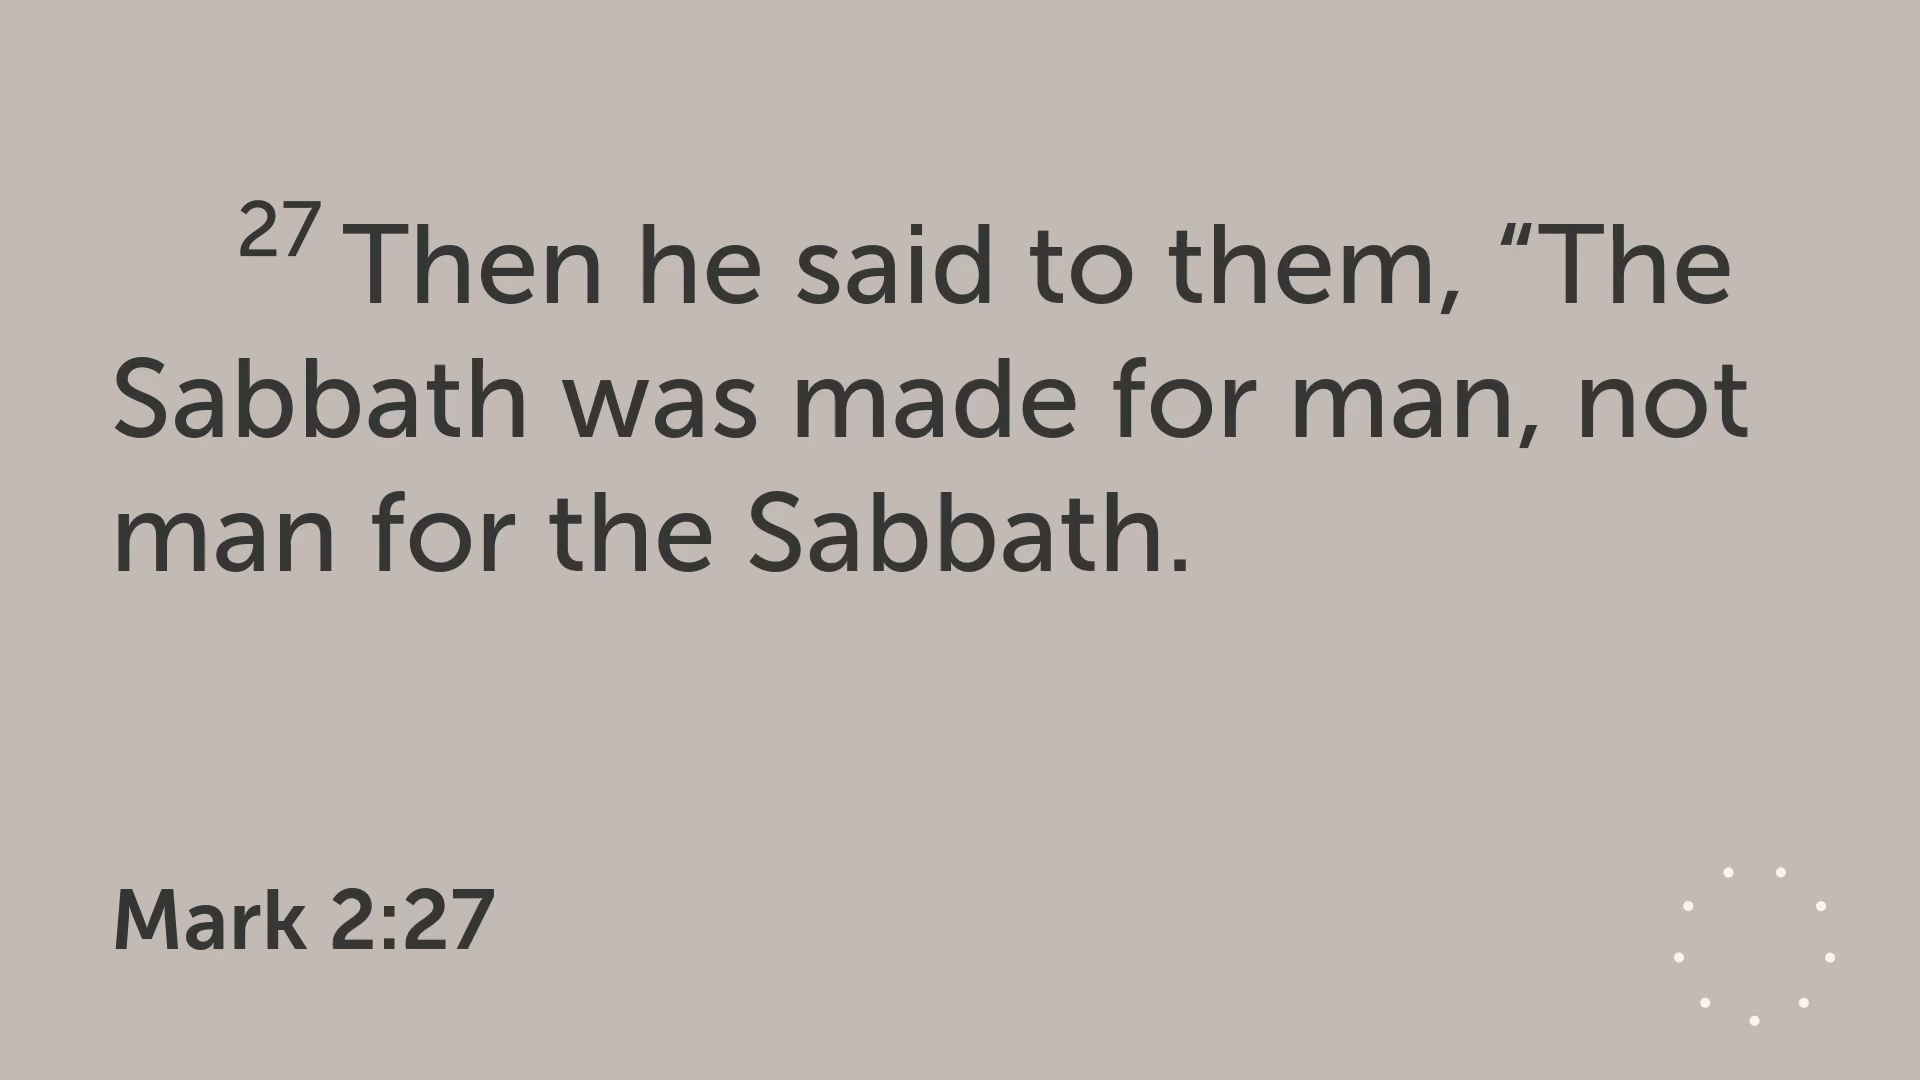 27 Then he said to them, “The
Sabbath was made for man, not
man for the Sabbath.
Mark 2:27